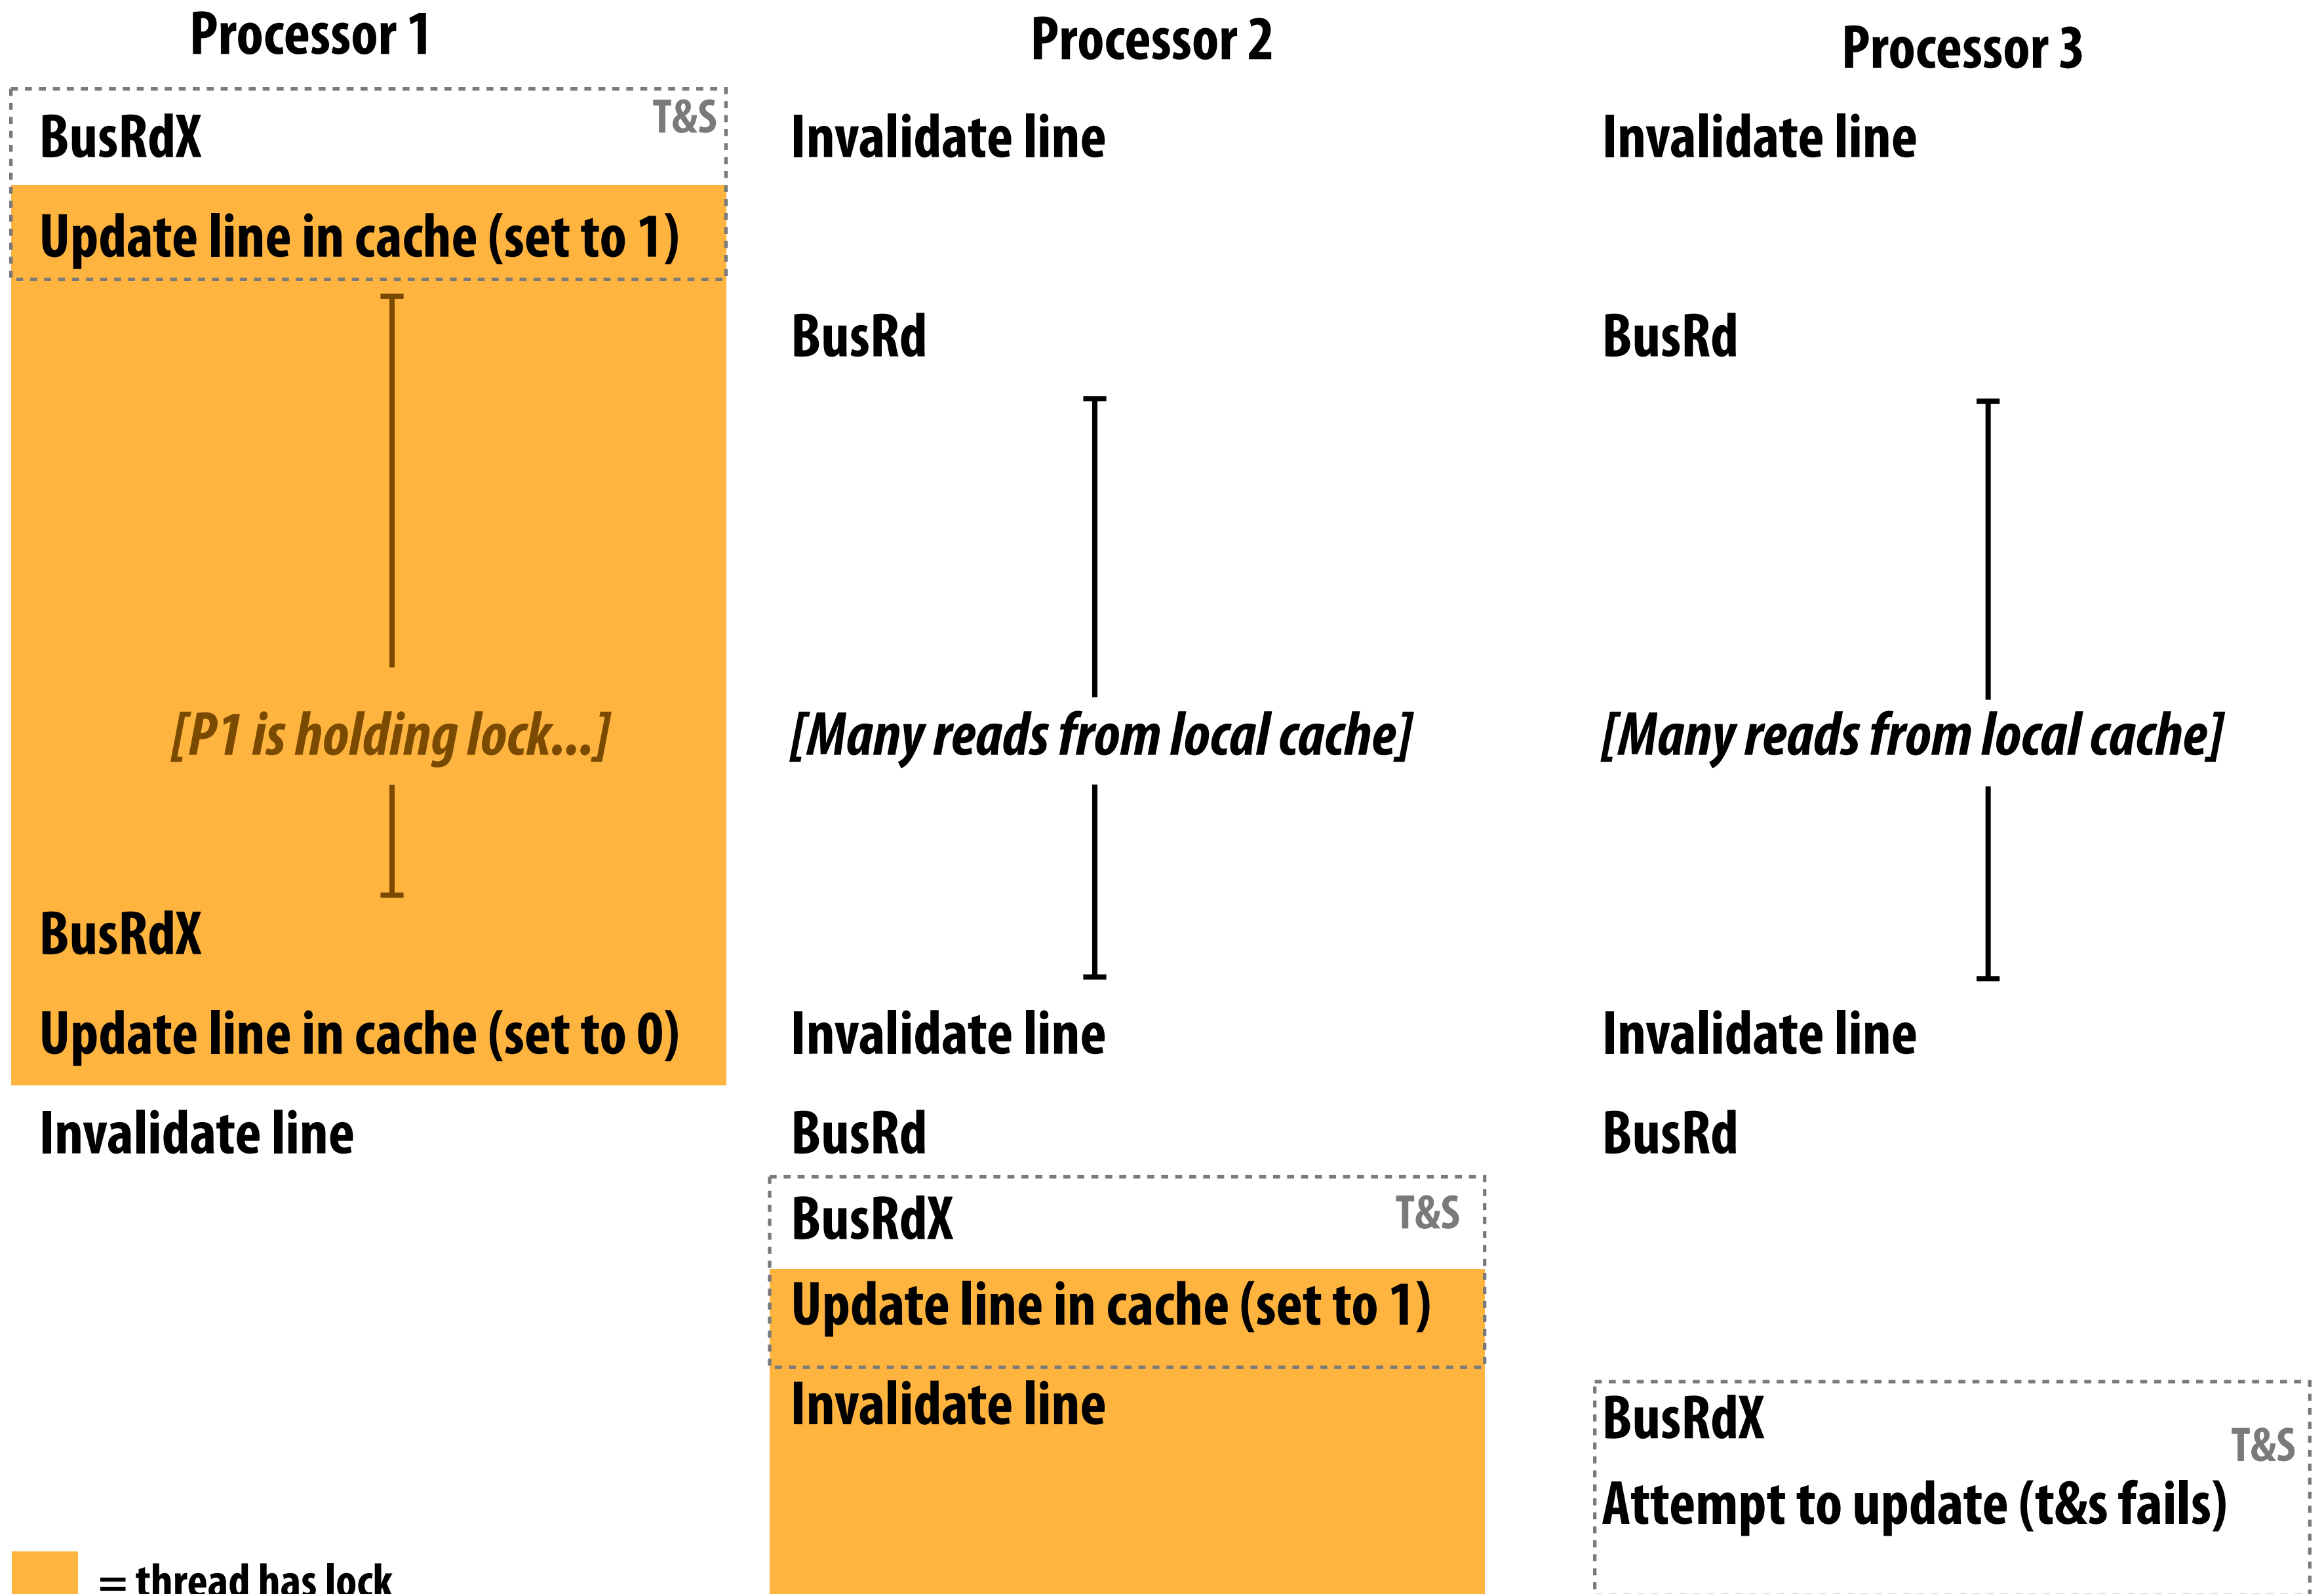 Processor 1
BusRdX
T&S
Update line in cache (set to 1)
[P1 is holding lock...]
BusRdX
Update line in cache (set to 0)
Invalidate line
= thread has lock
Processor 2
Invalidate line
BusRd
[Many reads from local cache]
Invalidate line
BusRd
BusRdX
T&S
Update line in cache (set to 1)
Invalidate line
Processor 3
Invalidate line
BusRd
[Many reads from local cache]
Invalidate line
BusRd
BusRdX
T&S
Attempt to update (t&s fails)